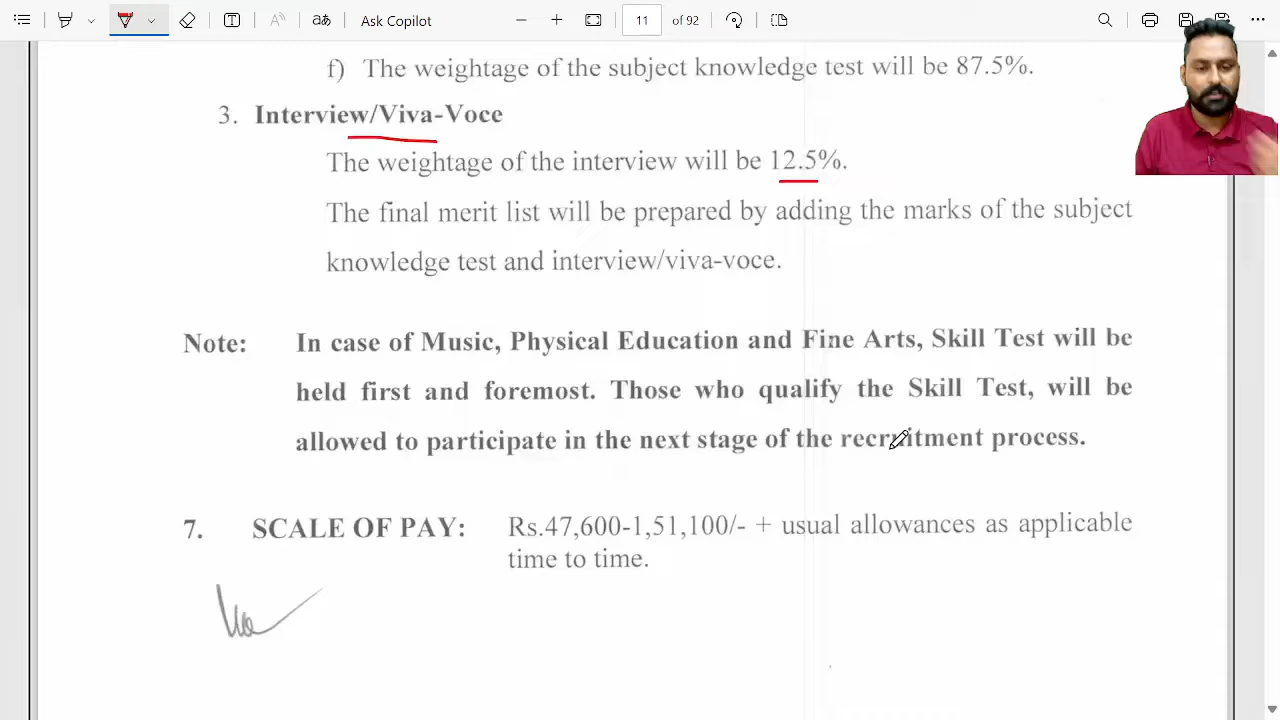 Ask Copilot
11 of 92
f) The weightage of the subject knowledge test will be 87.5%.
3. Interview/Viva-Voce
The weightage of the interview will be 12.5%.
The final merit list will be prepared by adding the marks of the subject
knowledge test and interview/viva-voce.
Note: In case of Music, Physical Education and Fine Arts, Skill Test will be
held first and foremost. Those who qualify the Skill Test, will be
allowed to participate in the next stage of the recruitment process.
7. SCALE OF PAY: Rs.47,600-1,51,100/- + usual allowances as applicable
time to time.